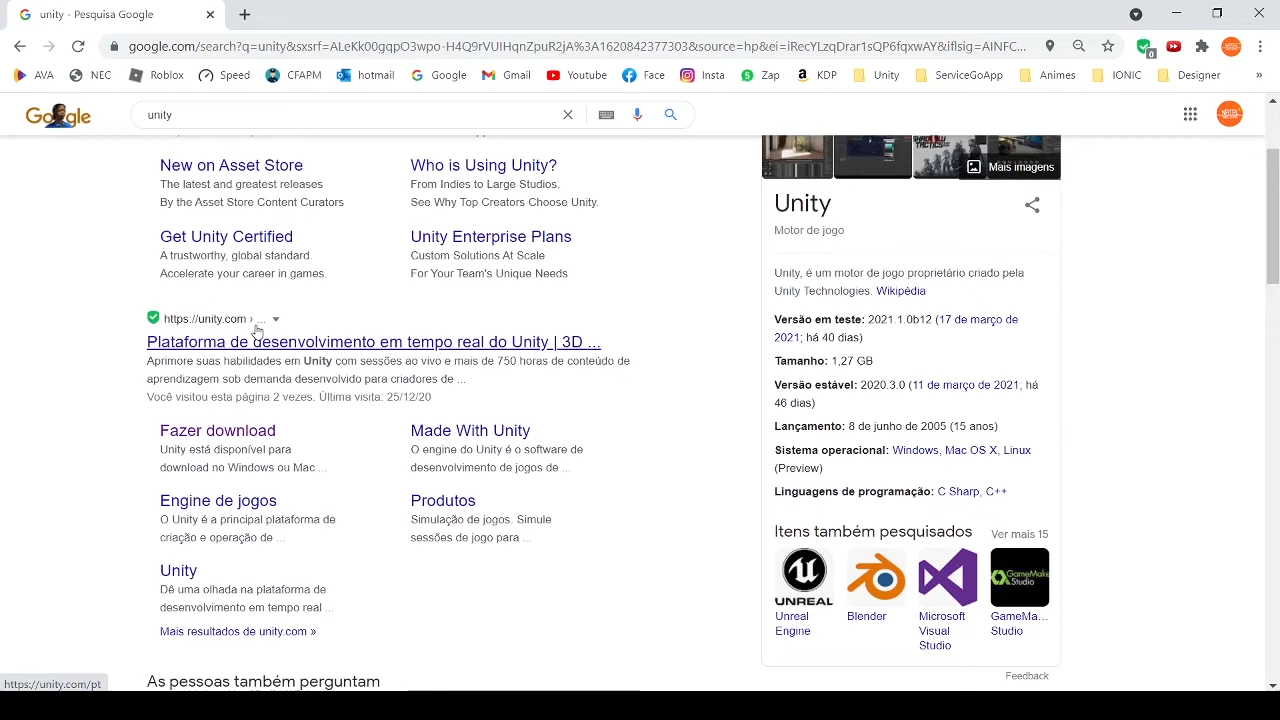 unity - Pesquisa Google
google.com/search?q=unity&sxsrf=ALeKk00gqpO3wpq_H4Q9rVUIHqnZpuR2jA%3A1620842377303&source=hp&ei=iRecYLzqDrar1sQP6fqxwAY&iflsig=AINFC...
AVA NEC Roblox Speed CFAPM hotmail Google Gmail Youtube Face Insta Zap KDP Unity ServiceGoApp Animes IONIC Designer »
Google unity
New on Asset Store
The latest and greatest releases
By the Asset Store Content Curators
Who is Using Unity?
From Indies to Large Studios.
See Why Top Creators Choose Unity.
Get Unity Certified
A trustworthy, global standard.
Accelerate your career in games.
Unity Enterprise Plans
Custom Solutions At Scale
For Your Team's Unique Needs
https://unity.com › ...
Plataforma de desenvolvimento em tempo real do Unity | 3D ...
Aprimore suas habilidades em Unity com sessões ao vivo e mais de 750 horas de conteúdo de
aprendizagem sob demanda desenvolvido para criadores de ...
Você visitou esta página 2 vezes. Última visita: 25/12/20
Fazer download
Unity está disponível para
download no Windows ou Mac ...
Made With Unity
O engine do Unity é o software de
desenvolvimento de jogos de ...
Engine de jogos
O Unity é a principal plataforma de
criação e operação de ...
Produtos
Simulação de jogos. Simule
sessões de jogo para ...
Unity
Dê uma olhada na plataforma de
desenvolvimento em tempo real ...
Mais resultados de unity.com »
As pessoas também perguntam
https://unity.com/pt
SHADOW
TACTICS
Mais imagens
Unity
Motor de jogo
Unity, é um motor de jogo proprietário criado pela
Unity Technologies. Wikipédia
Versão em teste: 2021.1.0b12 (17 de março de
2021; há 40 dias)
Tamanho: 1,27 GB
Versão estável: 2020.3.0 (11 de março de 2021; há
46 dias)
Lançamento: 8 de junho de 2005 (15 anos)
Sistema operacional: Windows, Mac OS X, Linux
(Preview)
Linguagens de programação: C Sharp, C++
Itens também pesquisados
Ver mais 15
UNREAL
GameMake
Studio
Unreal
Engine
Blender
Microsoft
Visual
Studio
GameMa...
Studio
Feedback